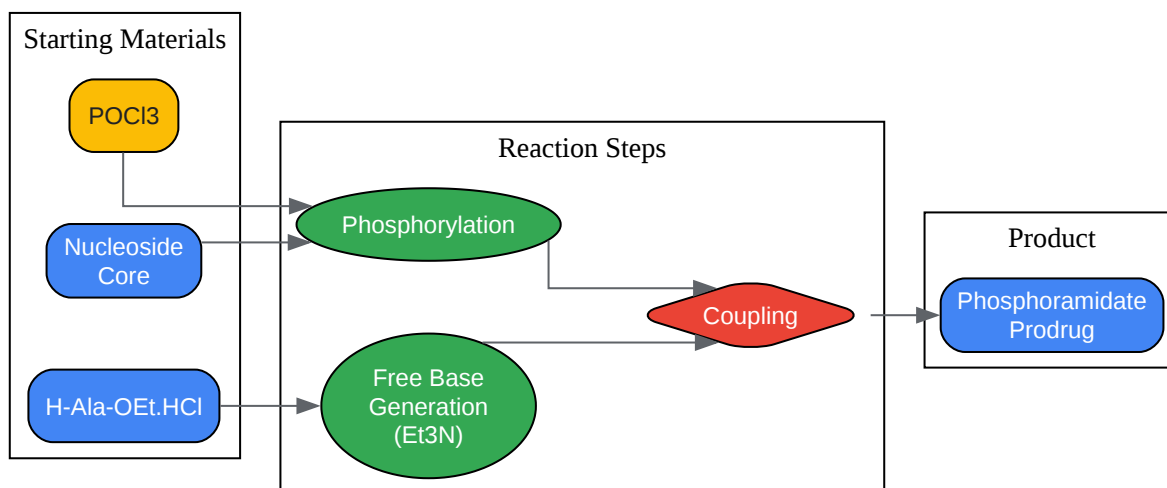 Starting Materials
POCl3
Nucleoside
Core
H-Ala-OEt.HCl
Reaction Steps
Phosphorylation
Free Base
Generation
(Et3N)
Coupling
Product
Phosphoramidate
Prodrug